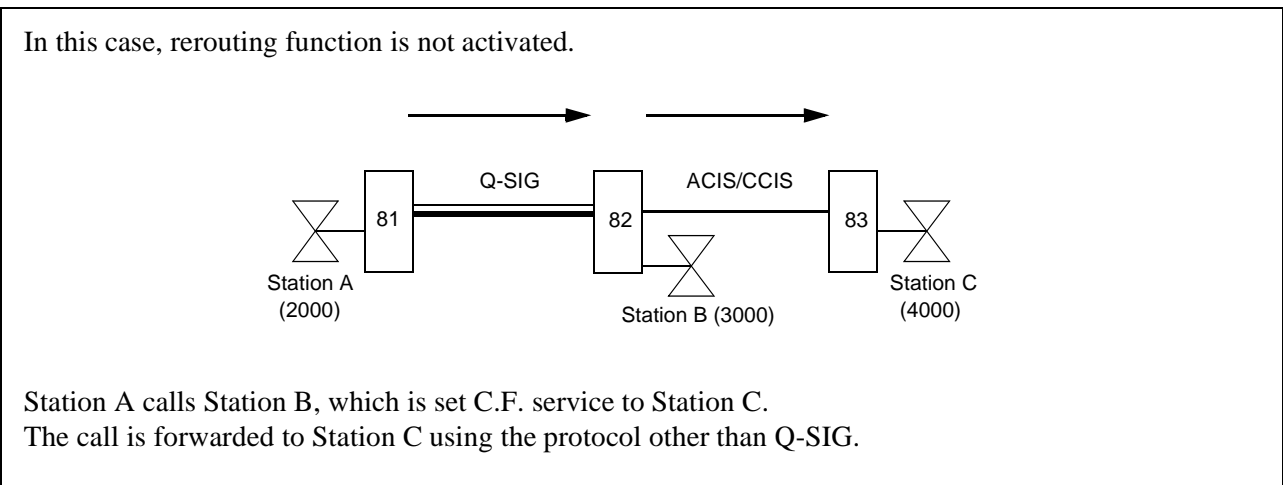 In this case, rerouting function is not activated.
Q-SIG
ACIS/CCIS
81
82
83
Station A
(2000)
Station B (3000)
Station C
(4000)
Station A calls Station B, which is set C.F. service to Station C.
The call is forwarded to Station C using the protocol other than Q-SIG.